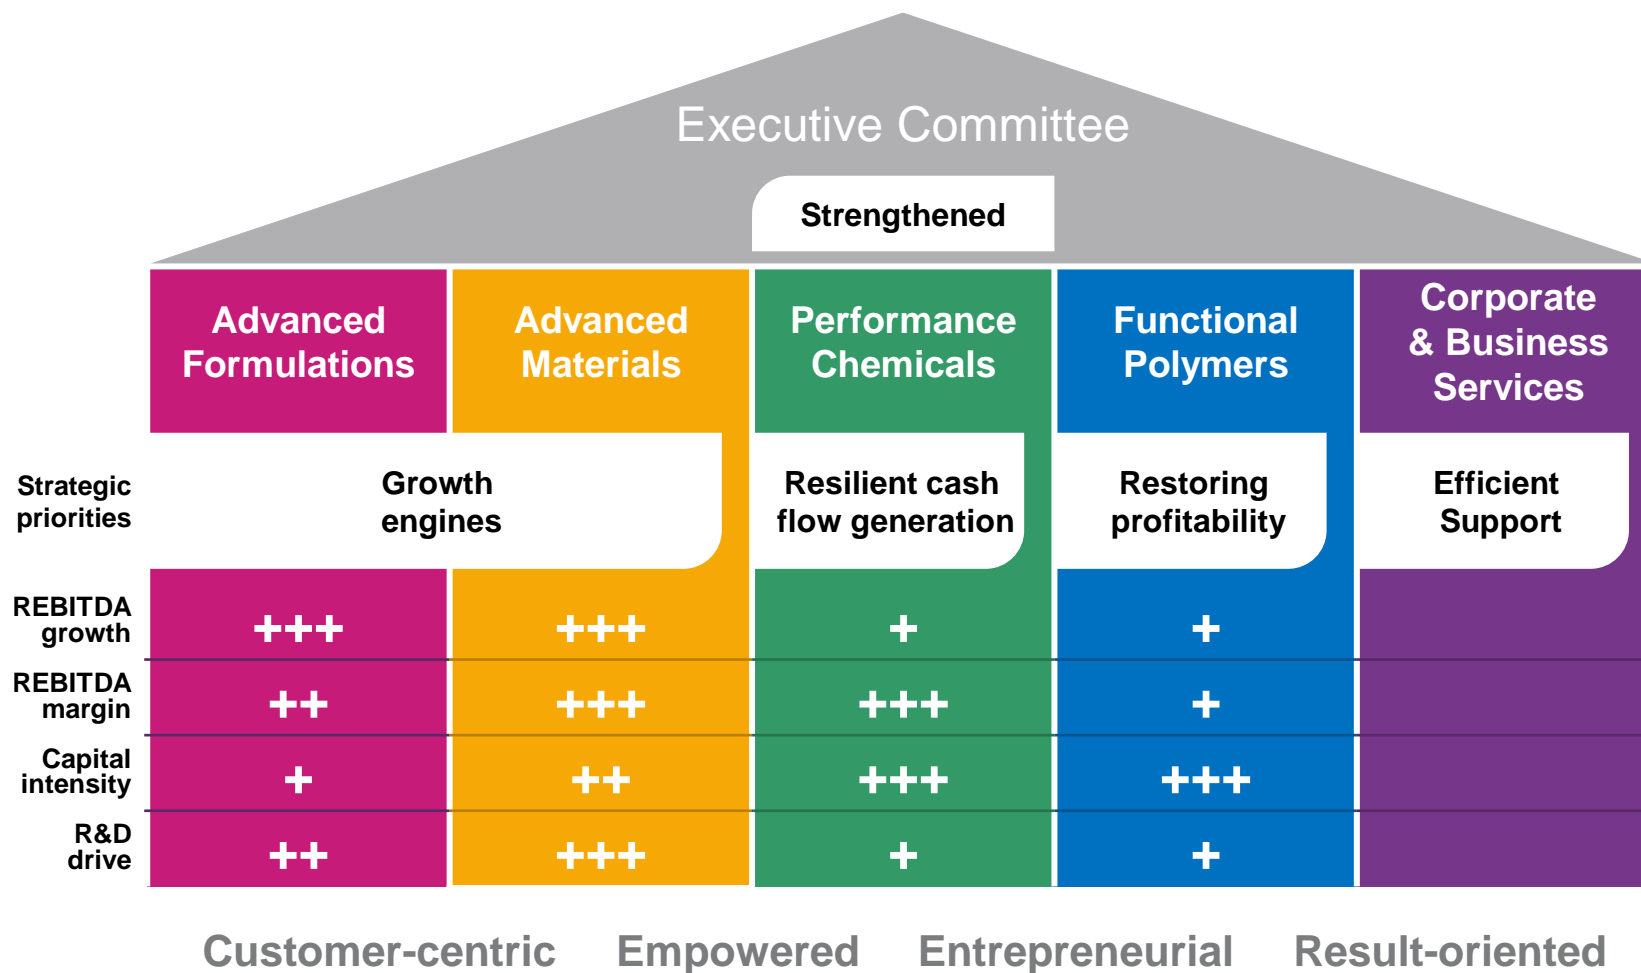 Executive Committee
Strengthened
Advanced
Formulations
Advanced
Materials
Performance
Chemicals
Functional
Polymers
Corporate
& Business
Services
Strategic
priorities
Growth
engines
Resilient cash
flow generation
Restoring
profitability
Efficient
Support
REBITDA
growth
+++
+++
+
+
REBITDA
margin
++
+++
+++
+
Capital
intensity
+
++
+++
+++
R&D
drive
++
+++
+
+
Customer-centric
Empowered
Entrepreneurial
Result-oriented